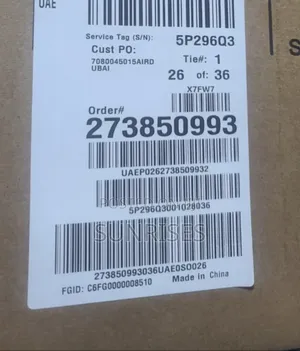 UAE
Service Tag (S/N): 5P296Q3
Cust PO: Tie#: 1
7080045015AIRD
UBAI
26 of: 36
X7FW7
Order#
273850993
UAEP0262738509932
5P296Q3001028036
SUNRISES
273850993036UAE0SO026
FGID: C6FG0000008510 Made in China
S